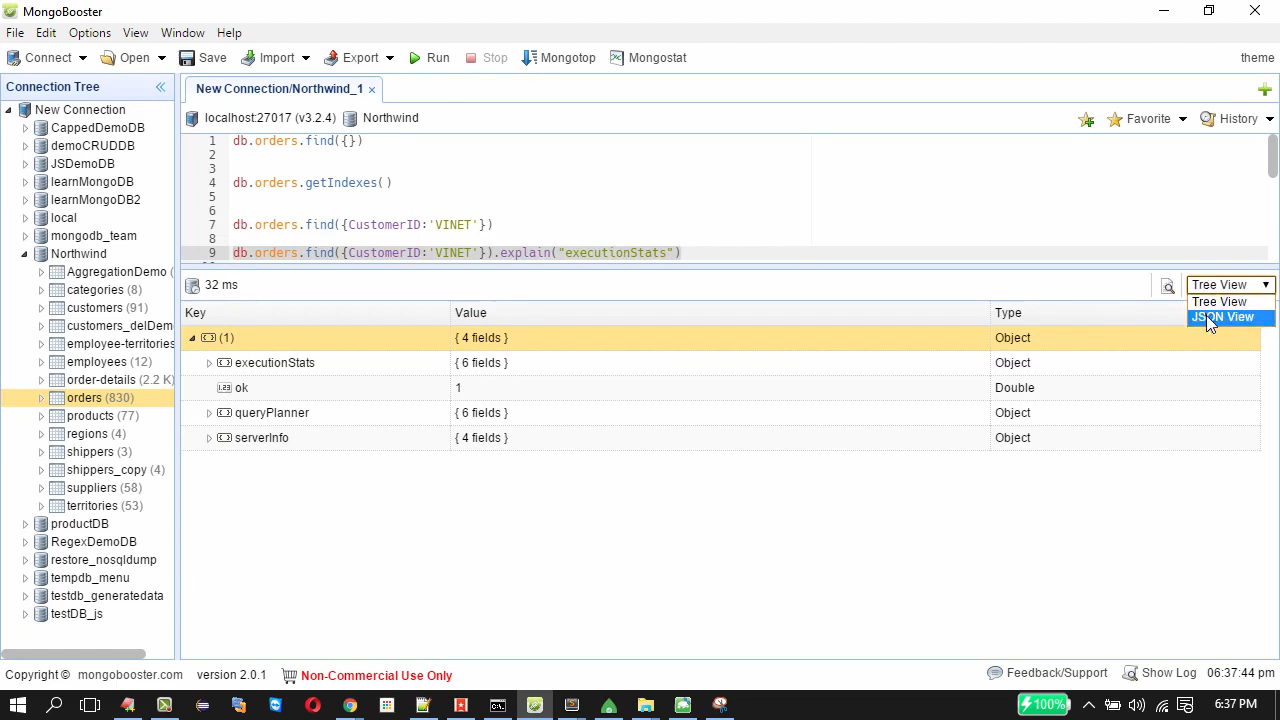 MongoBooster
File Edit Options View Window Help
Connect Open Save Import Export Run Stop Mongotop Mongostat theme
Connection Tree
New Connection
CappedDemoDB
demoCRUDDB
JSDemoDB
learnMongoDB
learnMongoDB2
local
mongodb_team
Northwind
AggregationDemo (
categories (8)
customers (91)
customers_delDem
employee-territories
employees (12)
order-details (2.2 K)
orders (830)
products (77)
regions (4)
shippers (3)
shippers_copy (4)
suppliers (58)
territories (53)
productDB
RegexDemoDB
restore_nosqldump
tempdb_menu
testdb_generatedata
testDB_js
New Connection/Northwind_1 ×
localhost:27017 (v3.2.4) Northwind
Favorite History
1 db.orders.find({})
2
3
4 db.orders.getIndexes()
5
6
7 db.orders.find({CustomerID:'VINET'})
8
9 db.orders.find({CustomerID:'VINET'}).explain("executionStats")
32 ms
Tree View
Tree View
JSON View
Key Value Type
(1) { 4 fields } Object
executionStats { 6 fields } Object
1.23 ok 1 Double
queryPlanner { 6 fields } Object
serverInfo { 4 fields } Object
Copyright © mongobooster.com version 2.0.1 Non-Commercial Use Only Feedback/Support Show Log 06:37:44 pm
100% 6:37 PM